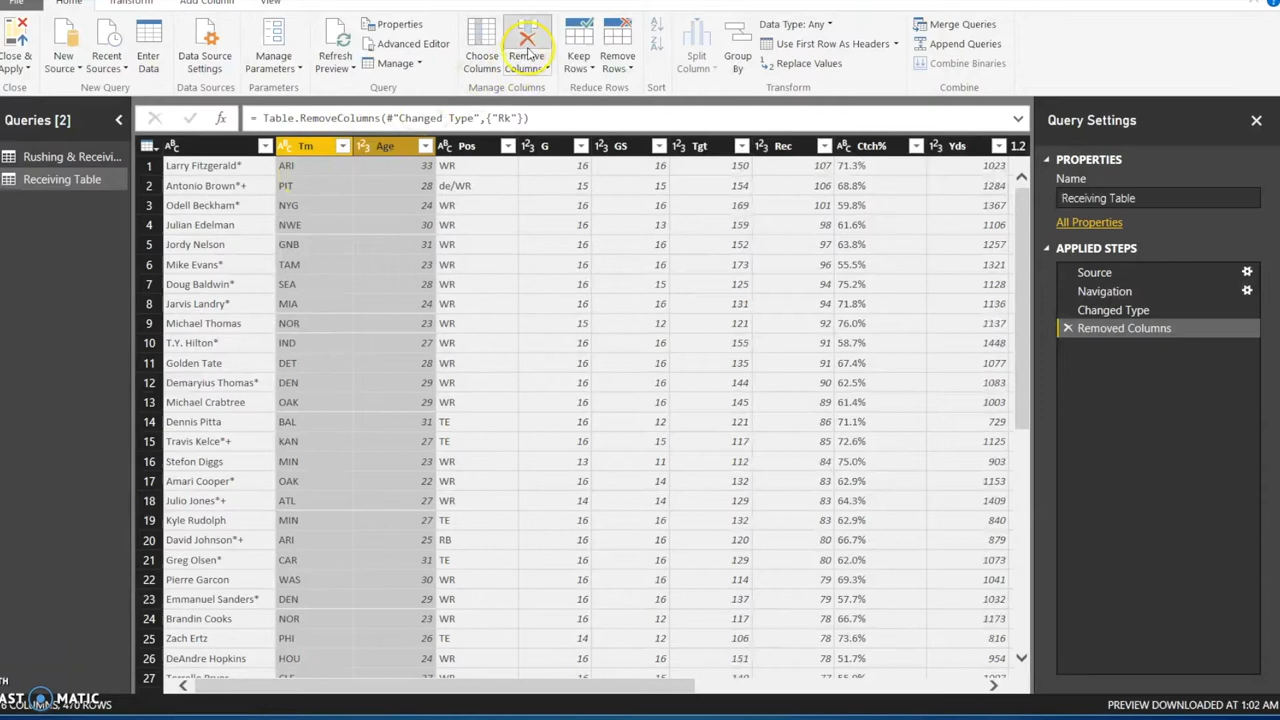 File Home Transform Add Column View
Close & Apply New Source Recent Sources Enter Data Data Source Settings Manage Parameters Refresh Preview Properties Advanced Editor Manage Choose Columns Remove Columns Keep Rows Remove Rows Split Column Group By Data Type: Any Use First Row As Headers Replace Values Merge Queries Append Queries Combine Binaries
Close New Query Data Sources Parameters Query Manage Columns Reduce Rows Sort Transform Combine
Queries [2]
Rushing & Receivi...
Receiving Table
= Table.RemoveColumns(#"Changed Type",{"Rk"})
Tm Age Pos G GS Tgt Rec Ctch% Yds 1.2
1 Larry Fitzgerald* ARI 33 WR 16 16 150 107 71.3% 1023
2 Antonio Brown*+ PIT 28 de/WR 15 15 154 106 68.8% 1284
3 Odell Beckham* NYG 24 WR 16 16 169 101 59.8% 1367
4 Julian Edelman NWE 30 WR 16 13 159 98 61.6% 1106
5 Jordy Nelson GNB 31 WR 16 16 152 97 63.8% 1257
6 Mike Evans* TAM 23 WR 16 16 173 96 55.5% 1321
7 Doug Baldwin* SEA 28 WR 16 15 125 94 75.2% 1128
8 Jarvis Landry* MIA 24 WR 16 16 131 94 71.8% 1136
9 Michael Thomas NOR 23 WR 15 12 121 92 76.0% 1137
10 T.Y. Hilton* IND 27 WR 16 16 155 91 58.7% 1448
11 Golden Tate DET 28 WR 16 16 135 91 67.4% 1077
12 Demaryius Thomas* DEN 29 WR 16 16 144 90 62.5% 1083
13 Michael Crabtree OAK 29 WR 16 16 145 89 61.4% 1003
14 Dennis Pitta BAL 31 TE 16 12 121 86 71.1% 729
15 Travis Kelce*+ KAN 27 TE 16 15 117 85 72.6% 1125
16 Stefon Diggs MIN 23 WR 13 11 112 84 75.0% 903
17 Amari Cooper* OAK 22 WR 16 14 132 83 62.9% 1153
18 Julio Jones*+ ATL 27 WR 14 14 129 83 64.3% 1409
19 Kyle Rudolph MIN 27 TE 16 16 132 83 62.9% 840
20 David Johnson*+ ARI 25 RB 16 16 120 80 66.7% 879
21 Greg Olsen* CAR 31 TE 16 16 129 80 62.0% 1073
22 Pierre Garcon WAS 30 WR 16 16 114 79 69.3% 1041
23 Emmanuel Sanders* DEN 29 WR 16 16 137 79 57.7% 1032
24 Brandin Cooks NOR 23 WR 16 12 117 78 66.7% 1173
25 Zach Ertz PHI 26 TE 14 12 106 78 73.6% 816
26 DeAndre Hopkins HOU 24 WR 16 16 151 78 51.7% 954
27
Query Settings
PROPERTIES
Name
Receiving Table
All Properties
APPLIED STEPS
Source
Navigation
Changed Type
Removed Columns
COLUMNS, 470 ROWS
PREVIEW DOWNLOADED AT 1:02 AM